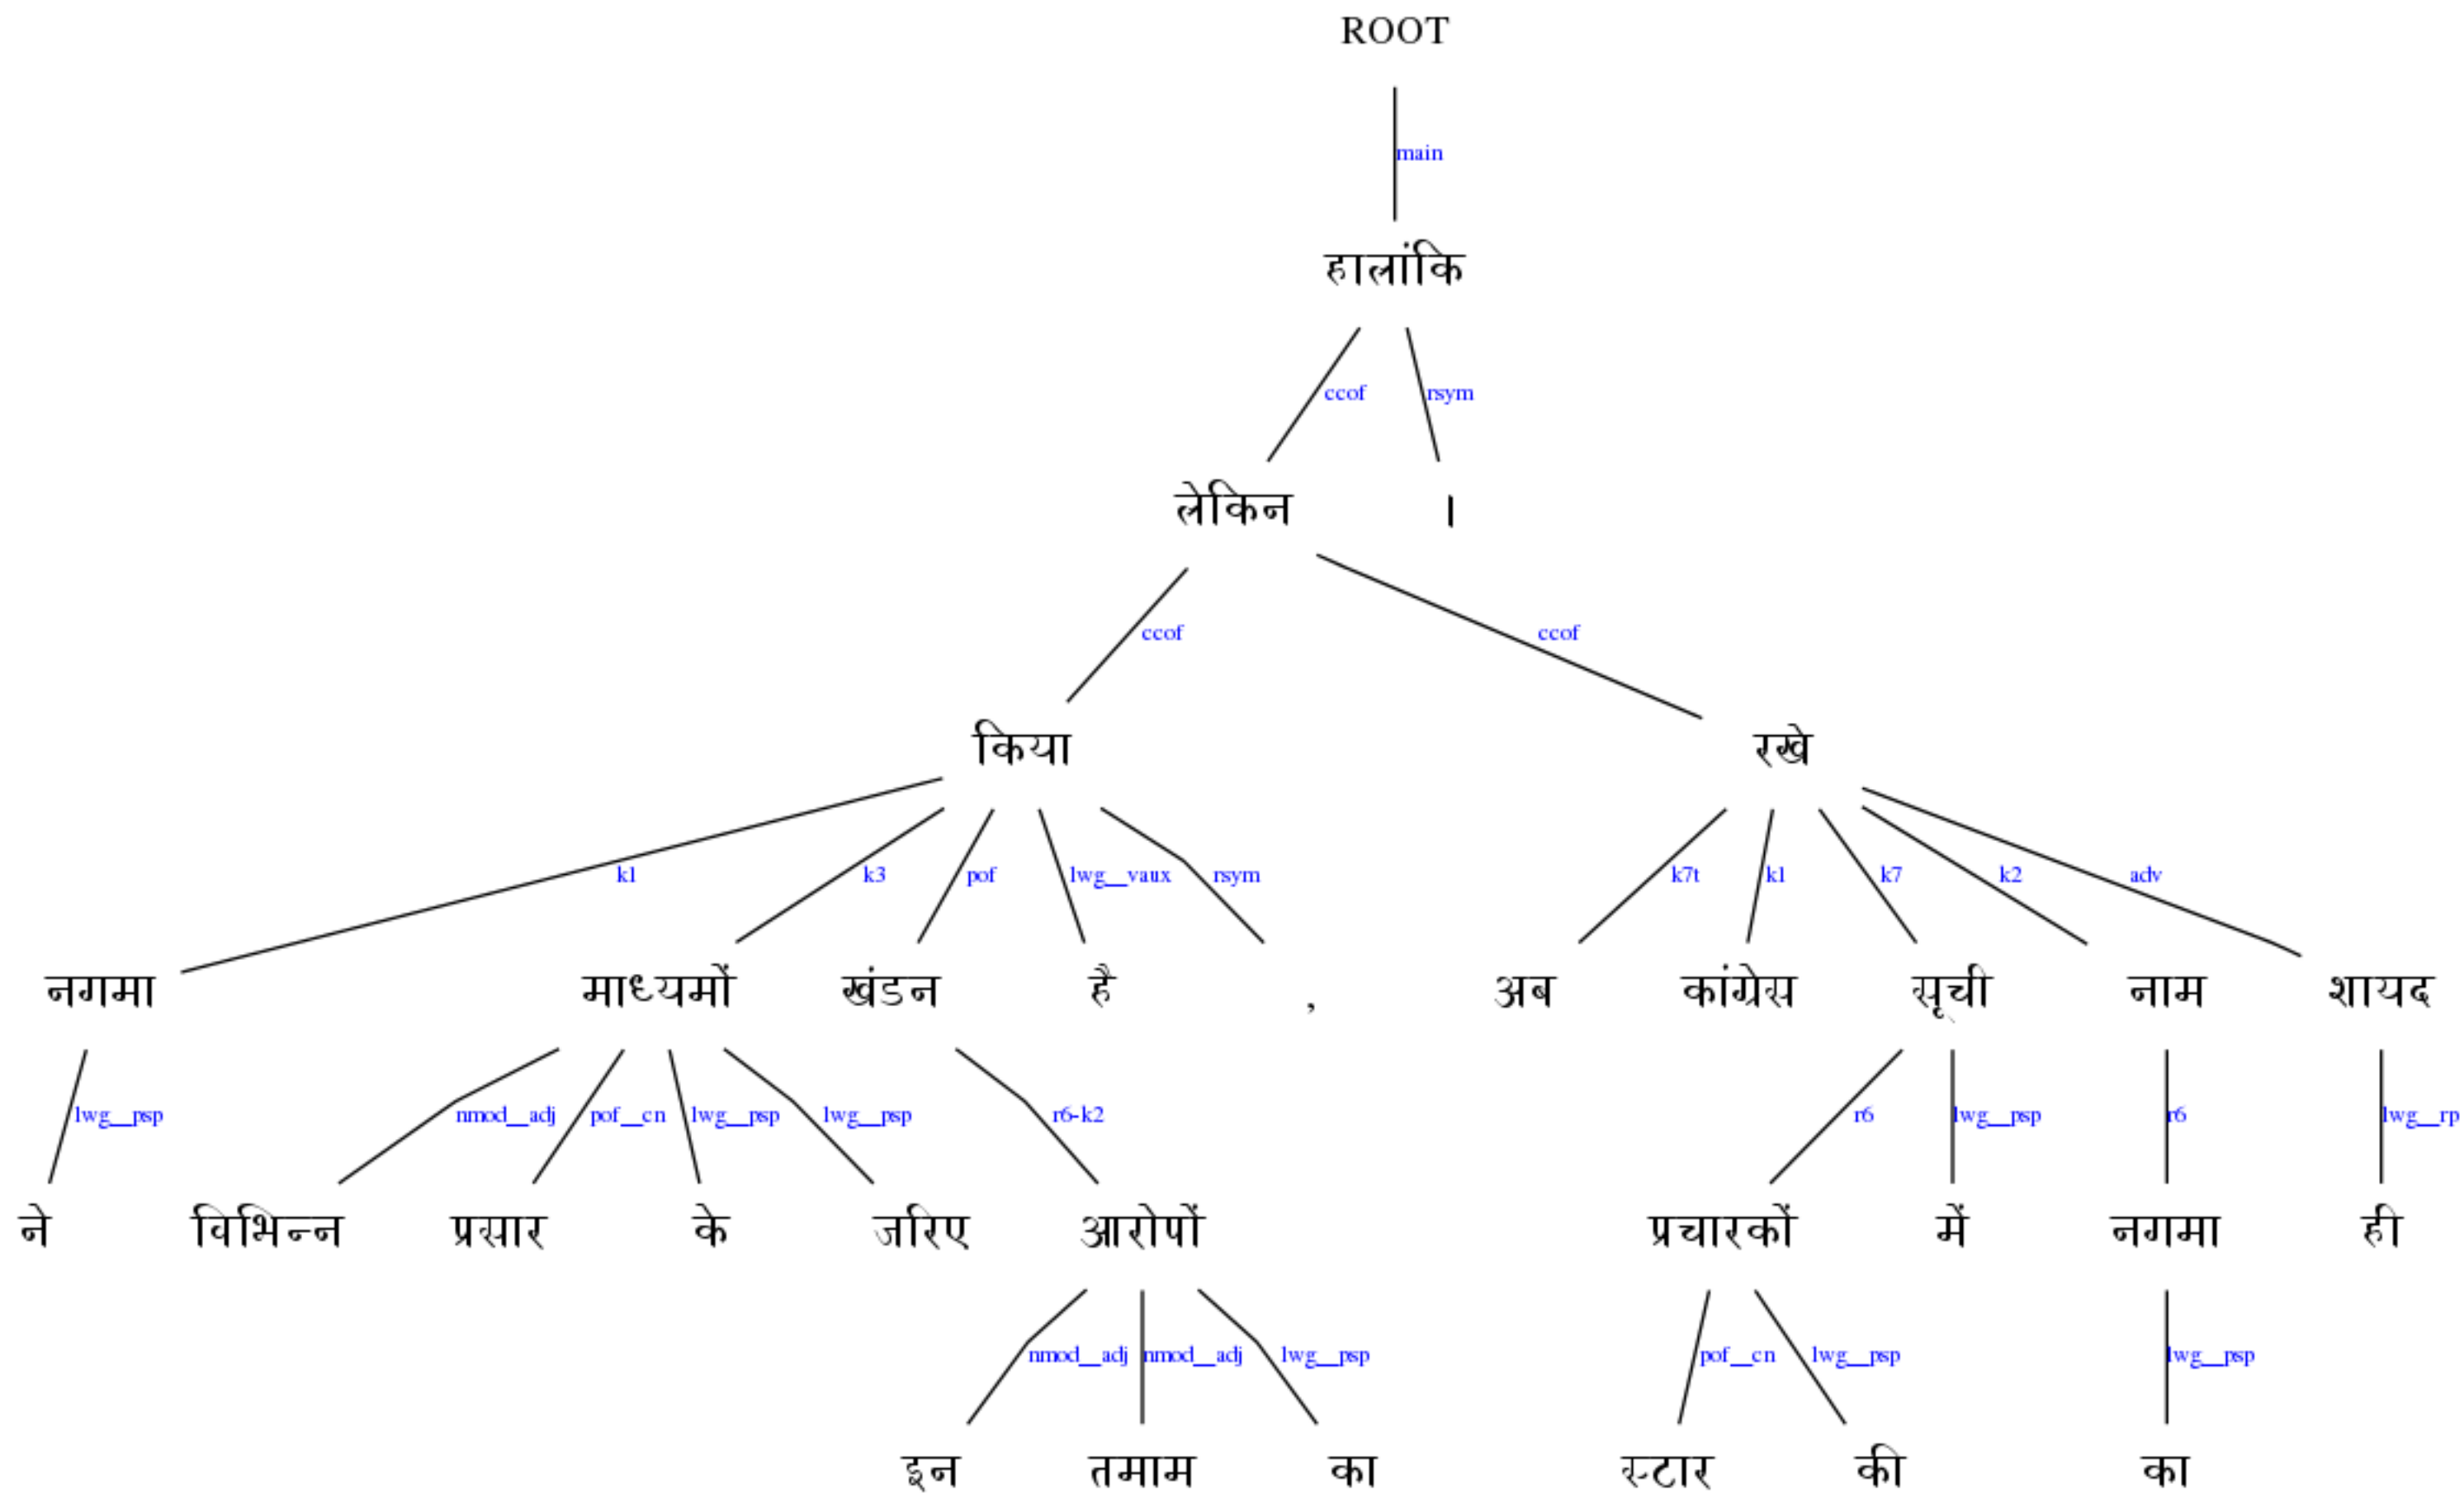 ROOT
main
हालांकि
ccof rsym
लेकिन ।
ccof ccof
किया रखे
k1 k3 pof lwg__vaux rsym k7t k1 k7 k2 adv
नगमा माध्यमों खंडन है , अब कांग्रेस सूची नाम शायद
lwg__psp nmod__adj pof__cn lwg__psp lwg__psp r6-k2 r6 lwg__psp r6 lwg__rp
ने विभिन्न प्रसार के जरिए आरोपों प्रचारकों में नगमा ही
nmod__adj nmod__adj lwg__psp pof__cn lwg__psp lwg__psp
इन तमाम का स्टार की का